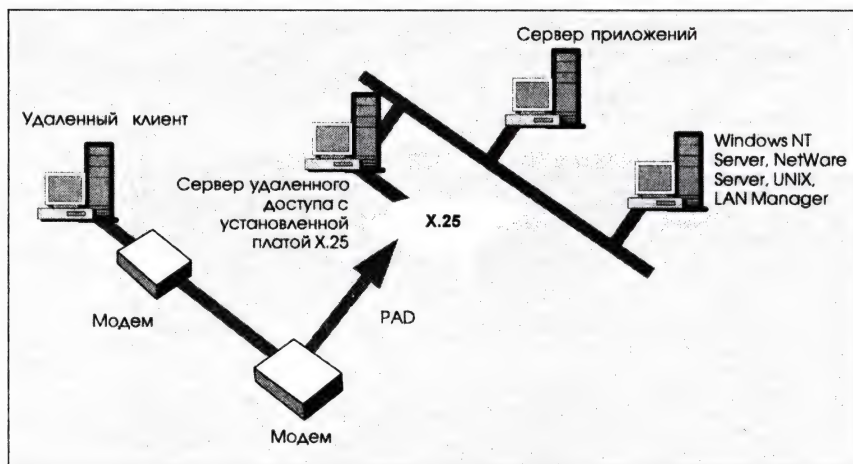 Сервер приложений
Удаленный клиент
Windows NT
Server, NetWare
Server, UNIX,
LAN Manager
Сервер удаленного
доступа с
установленной
платой X.25
X.25
Модем
PAD
Модем